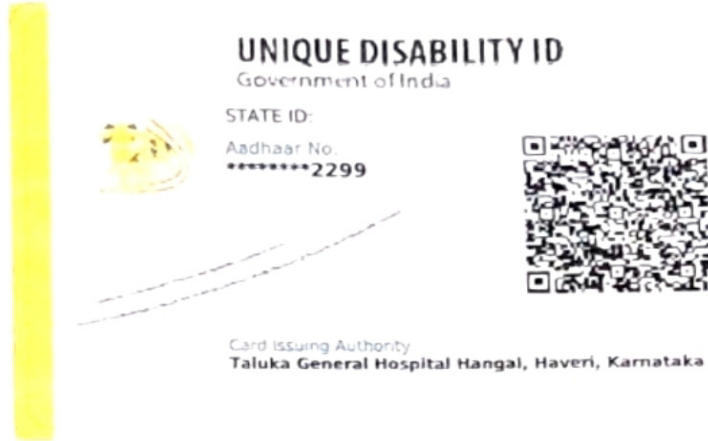 UNIQUE DISABILITY ID
Government of India
STATE ID:
Aadhaar No.
********2299
Card Issuing Authority
Taluka General Hospital Hangal, Haveri, Karnataka